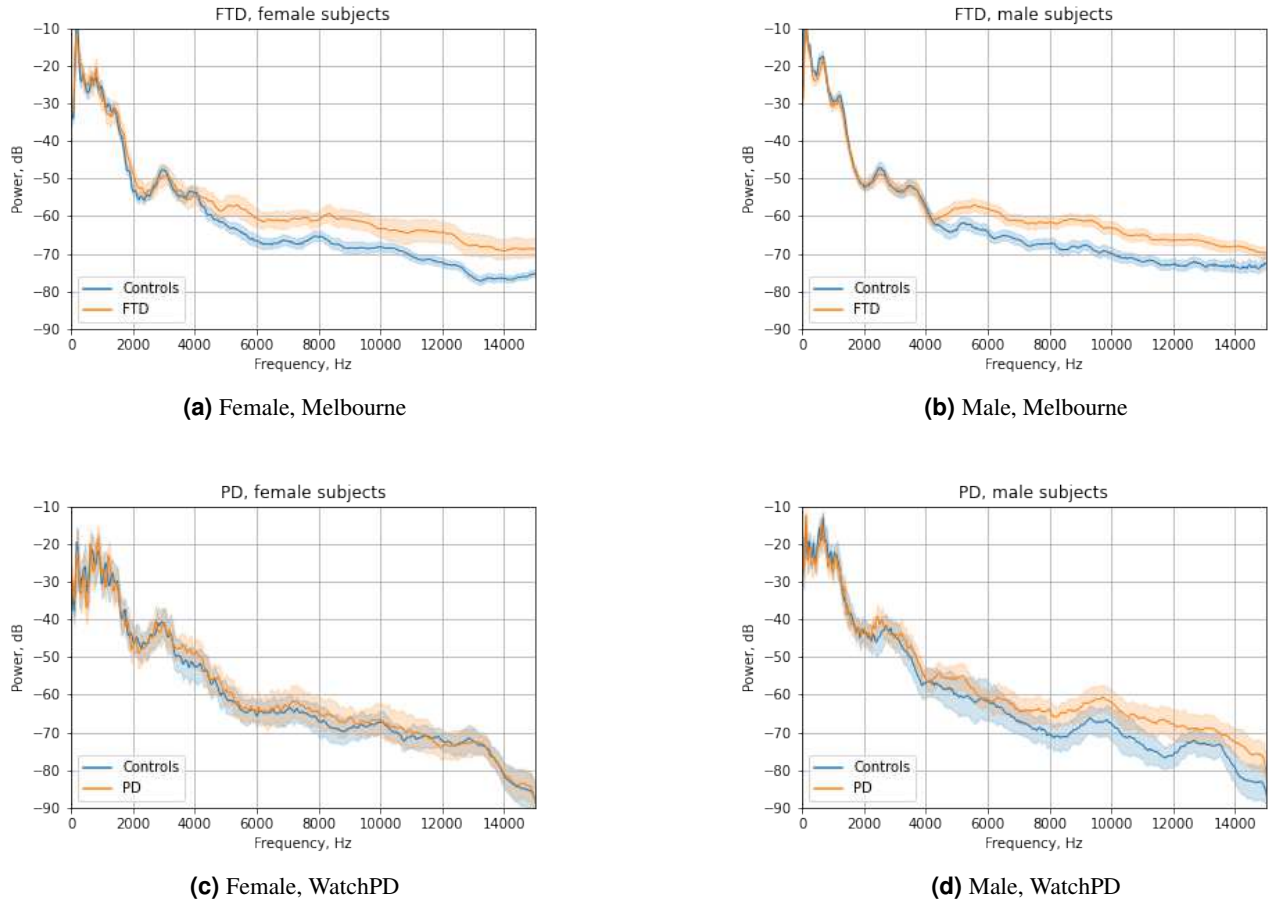 FTD, female subjects
−10
−20
−30
−40
−50
−60
−70
−80
−90
Power, dB
Controls
FTD
0 2000 4000 6000 8000 10000 12000 14000
Frequency, Hz
(a) Female, Melbourne
FTD, male subjects
−10
−20
−30
−40
−50
−60
−70
−80
−90
Power, dB
Controls
FTD
0 2000 4000 6000 8000 10000 12000 14000
Frequency, Hz
(b) Male, Melbourne
PD, female subjects
−10
−20
−30
−40
−50
−60
−70
−80
−90
Power, dB
Controls
PD
0 2000 4000 6000 8000 10000 12000 14000
Frequency, Hz
(c) Female, WatchPD
PD, male subjects
−10
−20
−30
−40
−50
−60
−70
−80
−90
Power, dB
Controls
PD
0 2000 4000 6000 8000 10000 12000 14000
Frequency, Hz
(d) Male, WatchPD